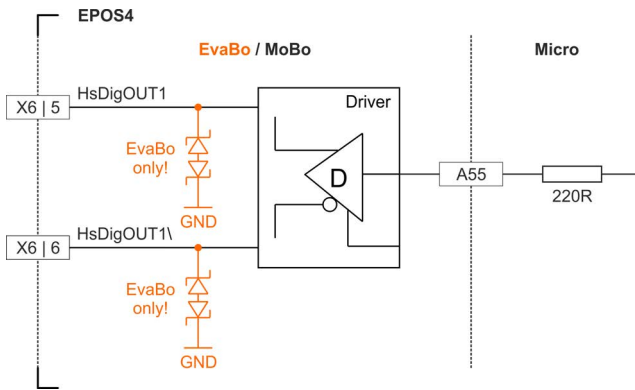 EPOS4
EvaBo / MoBo
Micro
X6 | 5
HsDigOUT1
Driver
EvaBo
only!
GND
D
A55
220R
X6 | 6
HsDigOUT1\
EvaBo
only!
GND